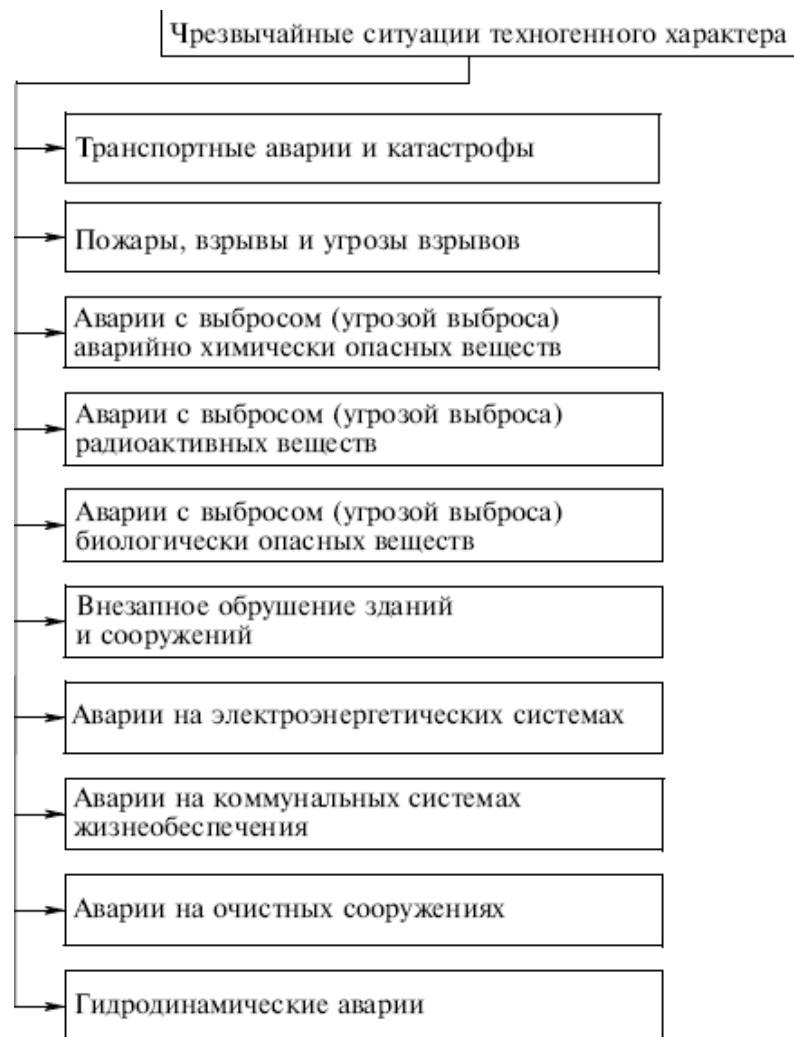 Чрезвычайные ситуации техногенного характера
Транспортные аварии и катастрофы
Пожары, взрывы и угрозы взрывов
Аварии с выбросом (угрозой выброса)
аварийно химически опасных веществ
Аварии с выбросом (угрозой выброса)
радиоактивных веществ
Аварии с выбросом (угрозой выброса)
биологически опасных веществ
Внезапное обрушение зданий
и сооружений
Аварии на электроэнергетических системах
Аварии на коммунальных системах
жизнеобеспечения
Аварии на очистных сооружениях
Гидродинамические аварии